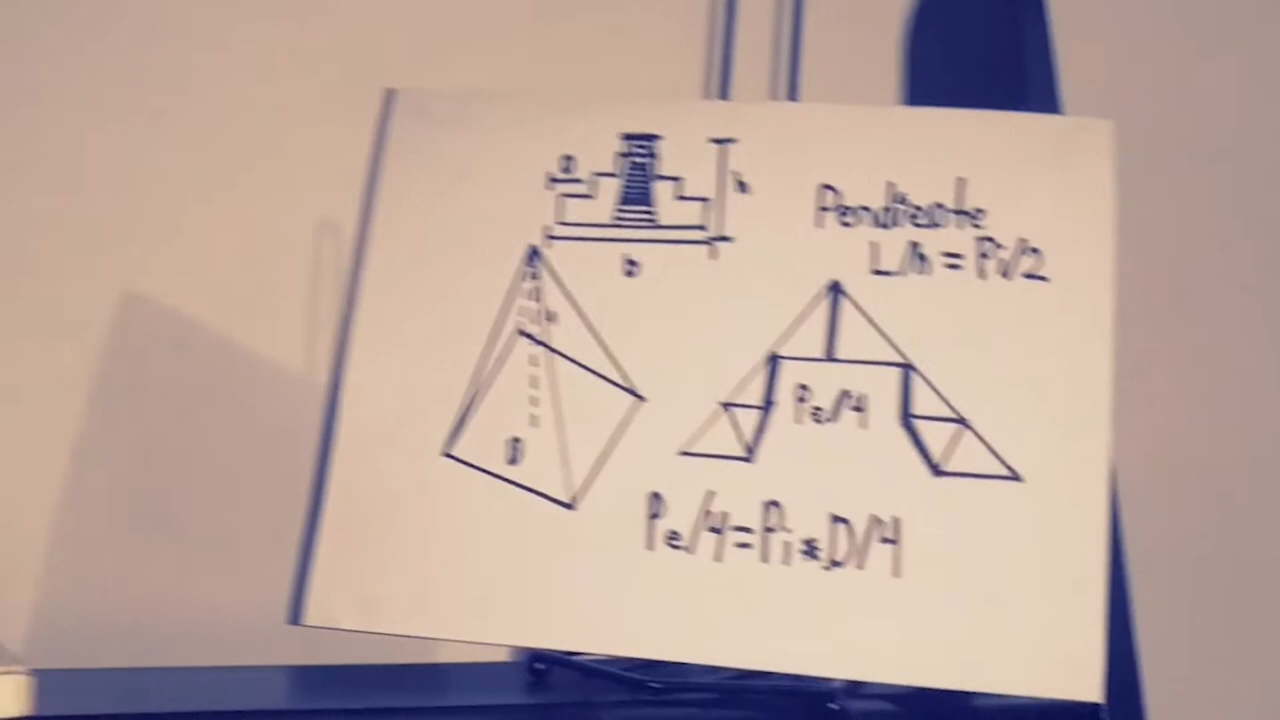 a
h
b
Pendiente
L/h = Pi/2
Pe/4
B
Pe/4=Pi*D/4